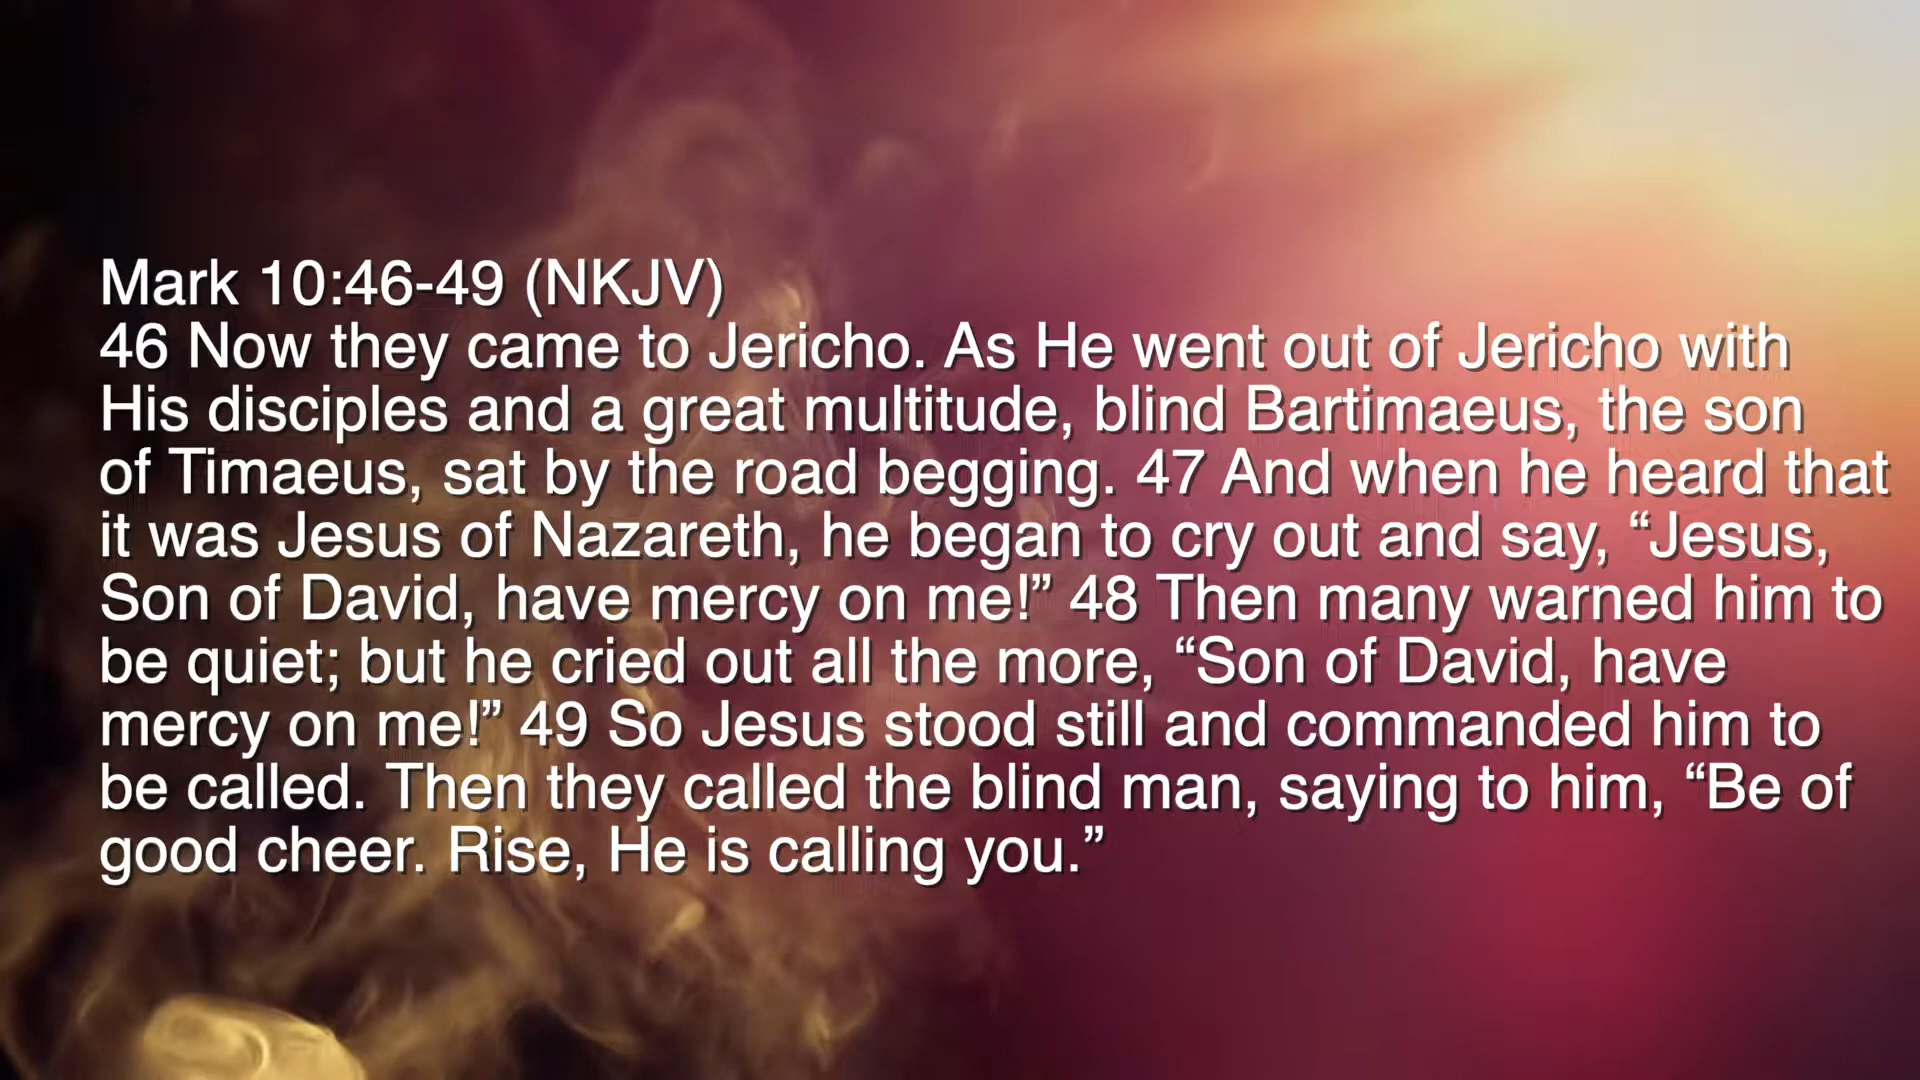 Mark 10:46-49 (NKJV)
46 Now they came to Jericho. As He went out of Jericho with
His disciples and a great multitude, blind Bartimaeus, the son
of Timaeus, sat by the road begging. 47 And when he heard that
it was Jesus of Nazareth, he began to cry out and say, “Jesus,
Son of David, have mercy on me!” 48 Then many warned him to
be quiet; but he cried out all the more, “Son of David, have
mercy on me!” 49 So Jesus stood still and commanded him to
be called. Then they called the blind man, saying to him, “Be of
good cheer. Rise, He is calling you.”